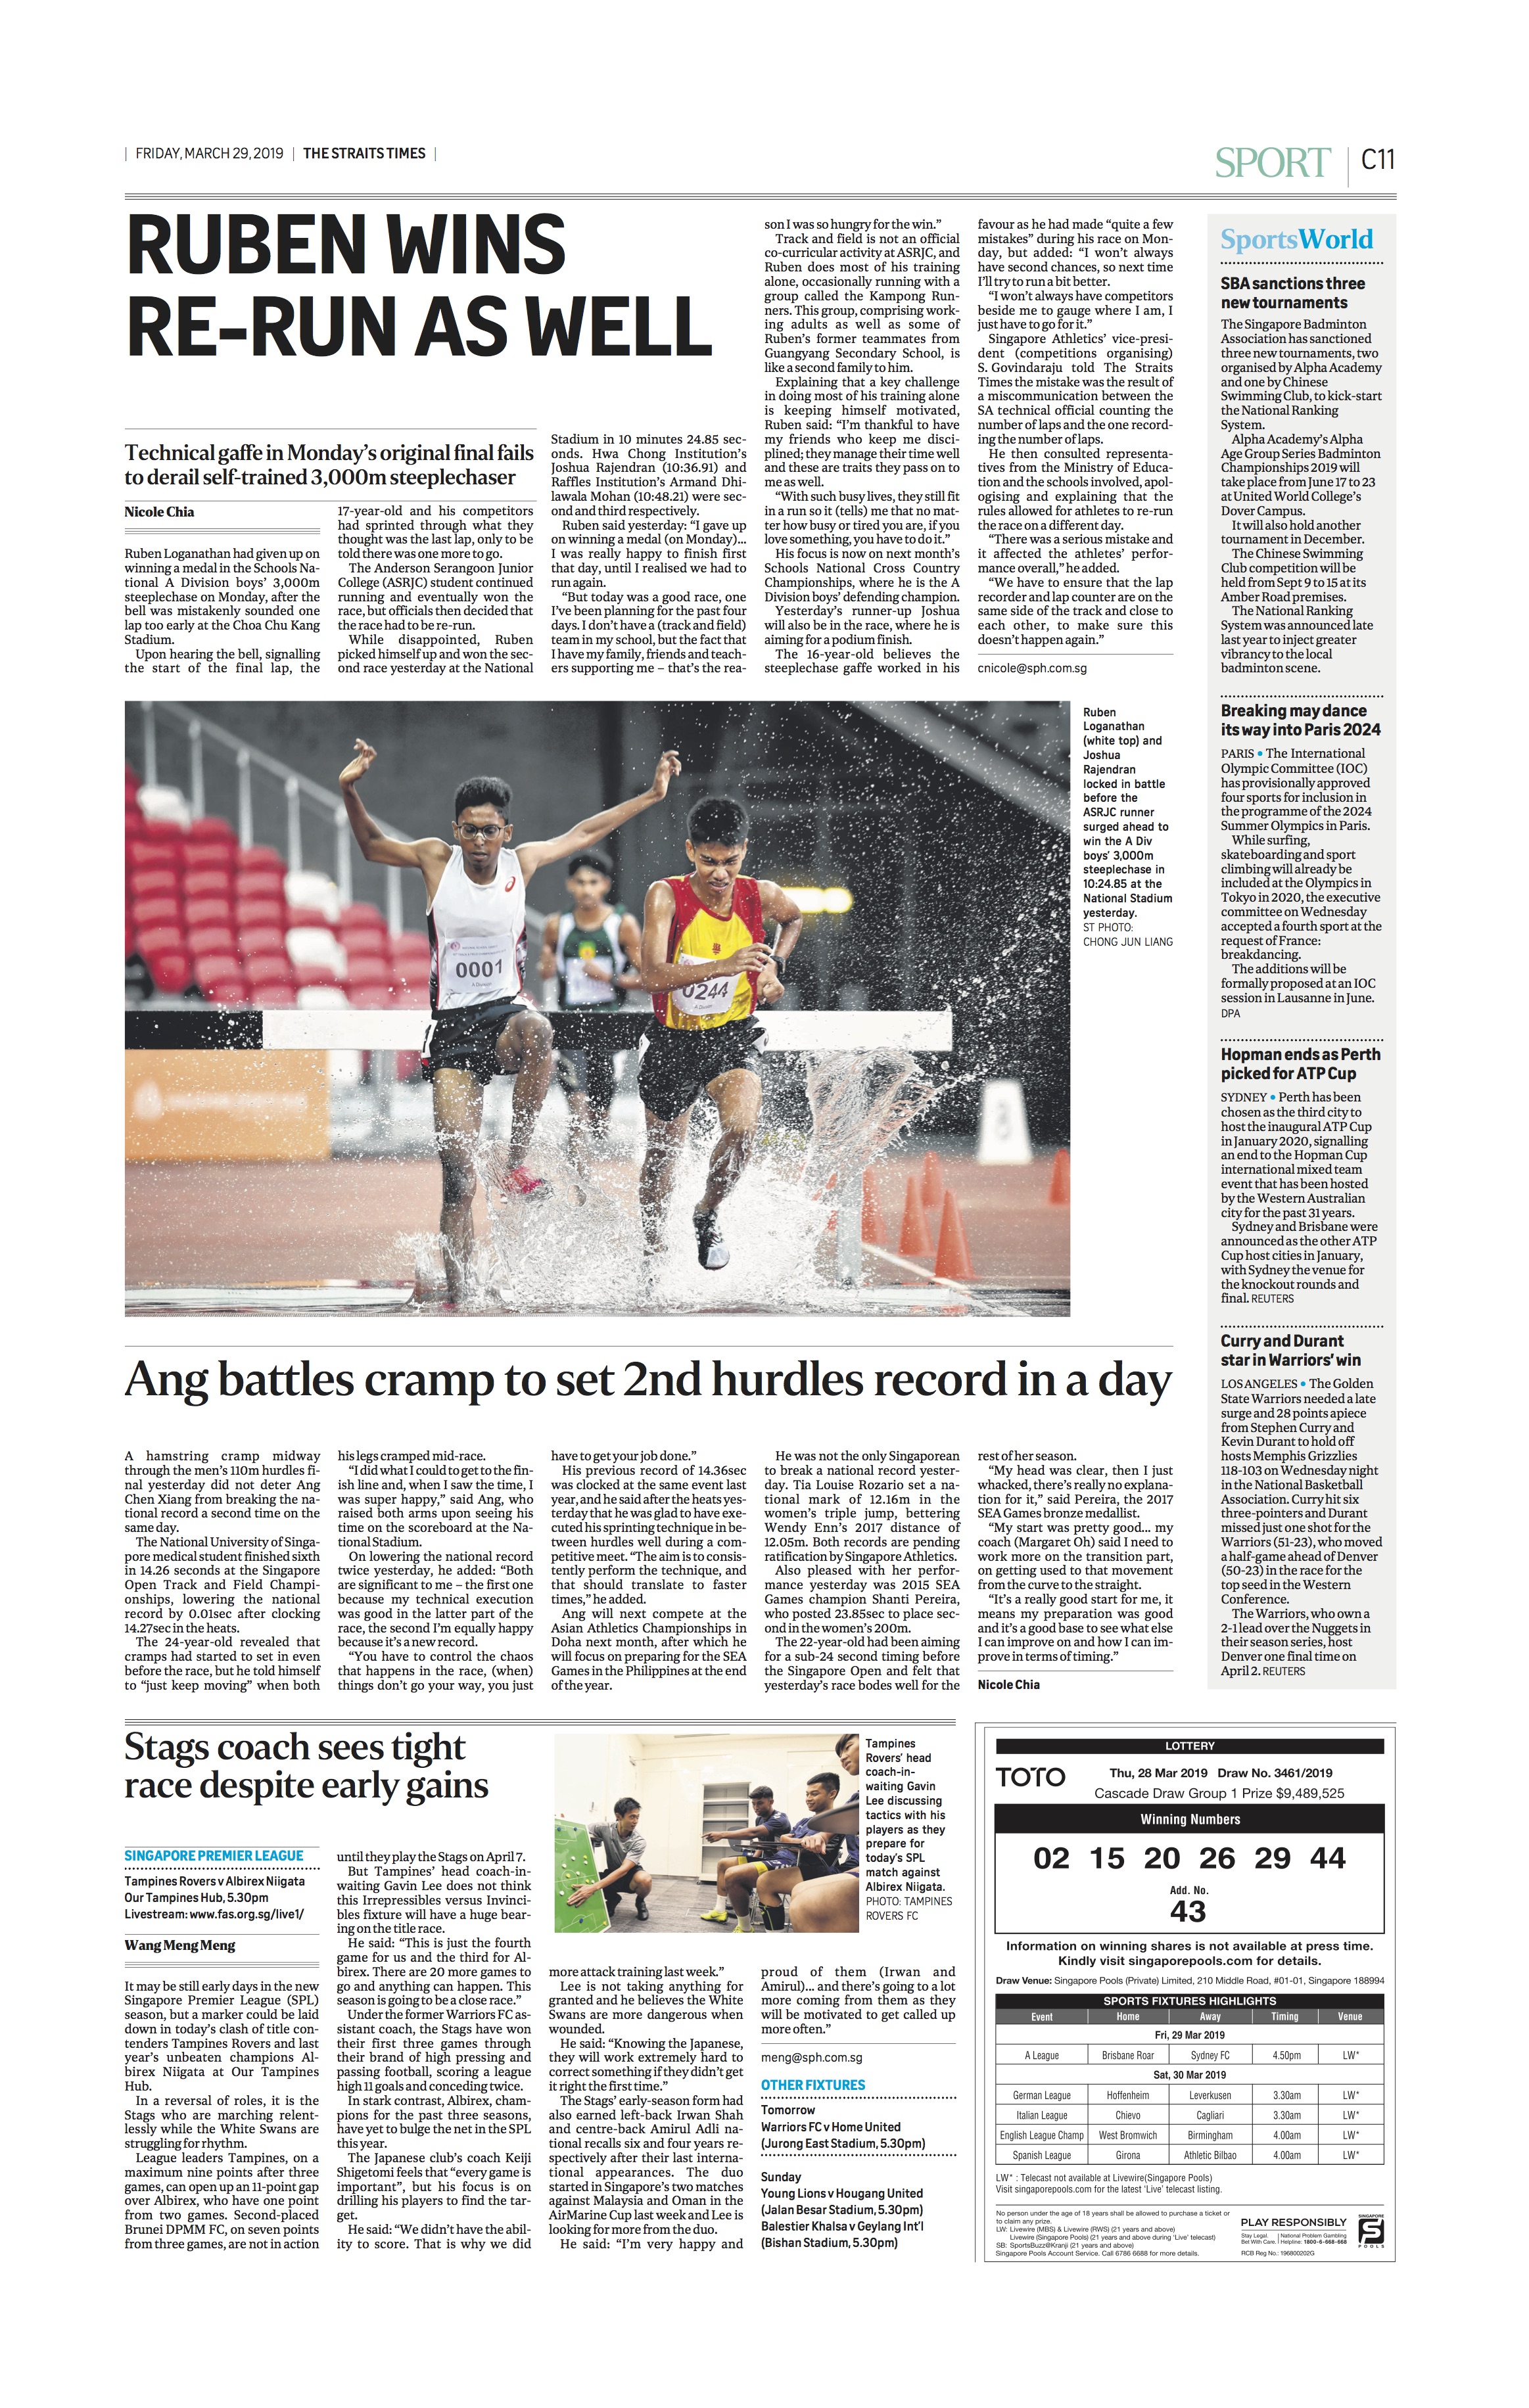 FRIDAY, MARCH 29, 2019 | THE STRAITS TIMES |
SPORT | C11
RUBEN WINS
RE-RUN AS WELL
Technical gaffe in Monday's original final fails
to derail self-trained 3,000m steeplechaser
Nicole Chia
Ruben Loganathan had given up on
winning a medal in the Schools Na-
tional A Division boys' 3,000m
steeplechase on Monday, after the
bell was mistakenly sounded one
lap too early at the Choa Chu Kang
Stadium.
Upon hearing the bell, signalling
the start of the final lap, the
17-year-old and his competitors
had sprinted through what they
thought was the last lap, only to be
told there was one more to go.
The Anderson Serangoon Junior
College (ASRJC) student continued
running and eventually won the
race, but officials then decided that
the race had to be re-run.
While disappointed, Ruben
picked himself up and won the sec-
ond race yesterday at the National
Stadium in 10 minutes 24.85 sec-
onds. Hwa Chong Institution's
Joshua Rajendran (10:36.91) and
Raffles Institution's Armand Dhi-
lawala Mohan (10:48.21) were sec-
ond and third respectively.
Ruben said yesterday: "I gave up
on winning a medal (on Monday)...
I was really happy to finish first
that day, until I realised we had to
run again.
"But today was a good race, one
I've been planning for the past four
days. I don't have a (track and field)
team in my school, but the fact that
I have my family, friends and teach-
ers supporting me – that's the rea-
son I was so hungry for the win."
Track and field is not an official
co-curricular activity at ASRJC, and
Ruben does most of his training
alone, occasionally running with a
group called the Kampong Run-
ners. This group, comprising work-
ing adults as well as some of
Ruben's former teammates from
Guangyang Secondary School, is
like a second family to him.
Explaining that a key challenge
in doing most of his training alone
is keeping himself motivated,
Ruben said: "I'm thankful to have
my friends who keep me disci-
plined; they manage their time well
and these are traits they pass on to
me as well.
"With such busy lives, they still fit
in a run so it (tells) me that no mat-
ter how busy or tired you are, if you
love something, you have to do it."
His focus is now on next month's
Schools National Cross Country
Championships, where he is the A
Division boys' defending champion.
Yesterday's runner-up Joshua
will also be in the race, where he is
aiming for a podium finish.
The 16-year-old believes the
steeplechase gaffe worked in his
favour as he had made "quite a few
mistakes" during his race on Mon-
day, but added: "I won't always
have second chances, so next time
I'll try to run a bit better.
"I won't always have competitors
beside me to gauge where I am, I
just have to go for it."
Singapore Athletics' vice-presi-
dent (competitions organising)
S. Govindaraju told The Straits
Times the mistake was the result of
a miscommunication between the
SA technical official counting the
number of laps and the one record-
ing the number of laps.
He then consulted representa-
tives from the Ministry of Educa-
tion and the schools involved, apol-
ogising and explaining that the
rules allowed for athletes to re-run
the race on a different day.
"There was a serious mistake and
it affected the athletes' perfor-
mance overall," he added.
"We have to ensure that the lap
recorder and lap counter are on the
same side of the track and close to
each other, to make sure this
doesn't happen again."
cnicole@sph.com.sg
0001
0244
Ruben
Loganathan
(white top) and
Joshua
Rajendran
locked in battle
before the
ASRJC runner
surged ahead to
win the A Div
boys' 3,000m
steeplechase in
10:24.85 at the
National Stadium
yesterday.
ST PHOTO:
CHONG JUN LIANG
SportsWorld
SBA sanctions three
new tournaments
The Singapore Badminton
Association has sanctioned
three new tournaments, two
organised by Alpha Academy
and one by Chinese
Swimming Club, to kick-start
the National Ranking
System.
Alpha Academy's Alpha
Age Group Series Badminton
Championships 2019 will
take place from June 17 to 23
at United World College's
Dover Campus.
It will also hold another
tournament in December.
The Chinese Swimming
Club competition will be
held from Sept 9 to 15 at its
Amber Road premises.
The National Ranking
System was announced late
last year to inject greater
vibrancy to the local
badminton scene.
Breaking may dance
its way into Paris 2024
PARIS • The International
Olympic Committee (IOC)
has provisionally approved
four sports for inclusion in
the programme of the 2024
Summer Olympics in Paris.
While surfing,
skateboarding and sport
climbing will already be
included at the Olympics in
Tokyo in 2020, the executive
committee on Wednesday
accepted a fourth sport at the
request of France:
breakdancing.
The additions will be
formally proposed at an IOC
session in Lausanne in June.
DPA
Hopman ends as Perth
picked for ATP Cup
SYDNEY • Perth has been
chosen as the third city to
host the inaugural ATP Cup
in January 2020, signalling
an end to the Hopman Cup
international mixed team
event that has been hosted
by the Western Australian
city for the past 31 years.
Sydney and Brisbane were
announced as the other ATP
Cup host cities in January,
with Sydney the venue for
the knockout rounds and
final. REUTERS
Curry and Durant
star in Warriors' win
LOS ANGELES • The Golden
State Warriors needed a late
surge and 28 points apiece
from Stephen Curry and
Kevin Durant to hold off
hosts Memphis Grizzlies
118-103 on Wednesday night
in the National Basketball
Association. Curry hit six
three-pointers and Durant
missed just one shot for the
Warriors (51-23), who moved
a half-game ahead of Denver
(50-23) in the race for the
top seed in the Western
Conference.
The Warriors, who own a
2-1 lead over the Nuggets in
their season series, host
Denver one final time on
April 2. REUTERS
Ang battles cramp to set 2nd hurdles record in a day
A hamstring cramp midway
through the men's 110m hurdles fi-
nal yesterday did not deter Ang
Chen Xiang from breaking the na-
tional record a second time on the
same day.
The National University of Singa-
pore medical student finished sixth
in 14.26 seconds at the Singapore
Open Track and Field Champi-
onships, lowering the national
record by 0.01sec after clocking
14.27sec in the heats.
The 24-year-old revealed that
cramps had started to set in even
before the race, but he told himself
to "just keep moving" when both
his legs cramped mid-race.
"I did what I could to get to the fin-
ish line and, when I saw the time, I
was super happy," said Ang, who
raised both arms upon seeing his
time on the scoreboard at the Na-
tional Stadium.
On lowering the national record
twice yesterday, he added: "Both
are significant to me – the first one
because my technical execution
was good in the latter part of the
race, the second I'm equally happy
because it's a new record.
"You have to control the chaos
that happens in the race, (when)
things don't go your way, you just
have to get your job done."
His previous record of 14.36sec
was clocked at the same event last
year, and he said after the heats yes-
terday that he was glad to have exe-
cuted his sprinting technique in be-
tween hurdles well during a com-
petitive meet. "The aim is to consis-
tently perform the technique, and
that should translate to faster
times," he added.
Ang will next compete at the
Asian Athletics Championships in
Doha next month, after which he
will focus on preparing for the SEA
Games in the Philippines at the end
of the year.
He was not the only Singaporean
to break a national record yester-
day. Tia Louise Rozario set a na-
tional mark of 12.16m in the
women's triple jump, bettering
Wendy Enn's 2017 distance of
12.05m. Both records are pending
ratification by Singapore Athletics.
Also pleased with her perfor-
mance yesterday was 2015 SEA
Games champion Shanti Pereira,
who posted 23.85sec to place sec-
ond in the women's 200m.
The 22-year-old had been aiming
for a sub-24 second timing before
the Singapore Open and felt that
yesterday's race bodes well for the
rest of her season.
"My head was clear, then I just
whacked, there's really no explana-
tion for it," said Pereira, the 2017
SEA Games bronze medallist.
"My start was pretty good... my
coach (Margaret Oh) said I need to
work more on the transition part,
on getting used to that movement
from the curve to the straight.
"It's a really good start for me, it
means my preparation was good
and it's a good base to see what else
I can improve on and how I can im-
prove in terms of timing."
Nicole Chia
Stags coach sees tight
race despite early gains
SINGAPORE PREMIER LEAGUE
Tampines Rovers v Albirex Niigata
Our Tampines Hub, 5.30pm
Livestream: www.fas.org.sg/live1/
Wang Meng Meng
It may be still early days in the new
Singapore Premier League (SPL)
season, but a marker could be laid
down in today's clash of title con-
tenders Tampines Rovers and last
year's unbeaten champions Al-
birex Niigata at Our Tampines
Hub.
In a reversal of roles, it is the
Stags who are marching relent-
lessly while the White Swans are
struggling for rhythm.
League leaders Tampines, on a
maximum nine points after three
games, can open up an 11-point gap
over Albirex, who have one point
from two games. Second-placed
Brunei DPMM FC, on seven points
from three games, are not in action
until they play the Stags on April 7.
But Tampines' head coach-in-
waiting Gavin Lee does not think
this Irrepressibles versus Invinci-
bles fixture will have a huge bear-
ing on the title race.
He said: "This is just the fourth
game for us and the third for Al-
birex. There are 20 more games to
go and anything can happen. This
season is going to be a close race."
Under the former Warriors FC as-
sistant coach, the Stags have won
their first three games through
their brand of high pressing and
passing football, scoring a league
high 11 goals and conceding twice.
In stark contrast, Albirex, cham-
pions for the past three seasons,
have yet to bulge the net in the SPL
this year.
The Japanese club's coach Keiji
Shigetomi feels that "every game is
important", but his focus is on
drilling his players to find the tar-
get.
He said: "We didn't have the abil-
ity to score. That is why we did
more attack training last week."
Lee is not taking anything for
granted and he believes the White
Swans are more dangerous when
wounded.
He said: "Knowing the Japanese,
they will work extremely hard to
correct something if they didn't get
it right the first time."
The Stags' early-season form had
also earned left-back Irwan Shah
and centre-back Amirul Adli na-
tional recalls six and four years re-
spectively after their last interna-
tional appearances. The duo
started in Singapore's two matches
against Malaysia and Oman in the
AirMarine Cup last week and Lee is
looking for more from the duo.
He said: "I'm very happy and
proud of them (Irwan and
Amirul)... and there's going to a lot
more coming from them as they
will be motivated to get called up
more often."
meng@sph.com.sg
OTHER FIXTURES
Tomorrow
Warriors FC v Home United
(Jurong East Stadium, 5.30pm)
Sunday
Young Lions v Hougang United
(Jalan Besar Stadium, 5.30pm)
Balestier Khalsa v Geylang Int'l
(Bishan Stadium, 5.30pm)
Tampines
Rovers' head
coach-in-
waiting Gavin
Lee discussing
tactics with his
players as they
prepare for
today's SPL
match against
Albirex Niigata.
PHOTO: TAMPINES
ROVERS FC
LOTTERY
TOTO
Thu, 28 Mar 2019 Draw No. 3461/2019
Cascade Draw Group 1 Prize $9,489,525
Winning Numbers
02 15 20 26 29 44
Add. No.
43
Information on winning shares is not available at press time.
Kindly visit singaporepools.com for details.
Draw Venue: Singapore Pools (Private) Limited, 210 Middle Road, #01-01, Singapore 188994
SPORTS FIXTURES HIGHLIGHTS
Event Home Away Timing Venue
Fri, 29 Mar 2019
A League Brisbane Roar Sydney FC 4.50pm LW*
Sat, 30 Mar 2019
German League Hoffenheim Leverkusen 3.30am LW*
Italian League Chievo Cagliari 3.30am LW*
English League Champ West Bromwich Birmingham 4.00am LW*
Spanish League Girona Athletic Bilbao 4.00am LW*
LW* : Telecast not available at Livewire(Singapore Pools)
Visit singaporepools.com for the latest 'Live' telecast listing.
No person under the age of 18 years shall be allowed to purchase a ticket or
to claim any prize.
LW: Livewire (MBS) & Livewire (RWS) (21 years and above)
Livewire (Singapore Pools) (21 years and above during 'Live' telecast)
SB: SportsBuzz@Kranji (21 years and above)
Singapore Pools Account Service. Call 6786 6688 for more details.
PLAY RESPONSIBLY
Stay Legal. | National Problem Gambling
Bet With Care. | Helpline: 1800-6-668-668
RCB Reg No.: 196800202G
SINGAPORE
POOLS